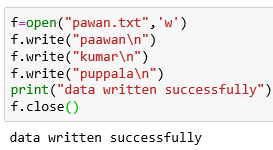 f=open("pawan.txt",'w')
f.write("paawan\n")
f.write("kumar\n")
f.write("puppala\n")
print("data written successfully")
f.close()
data written successfully